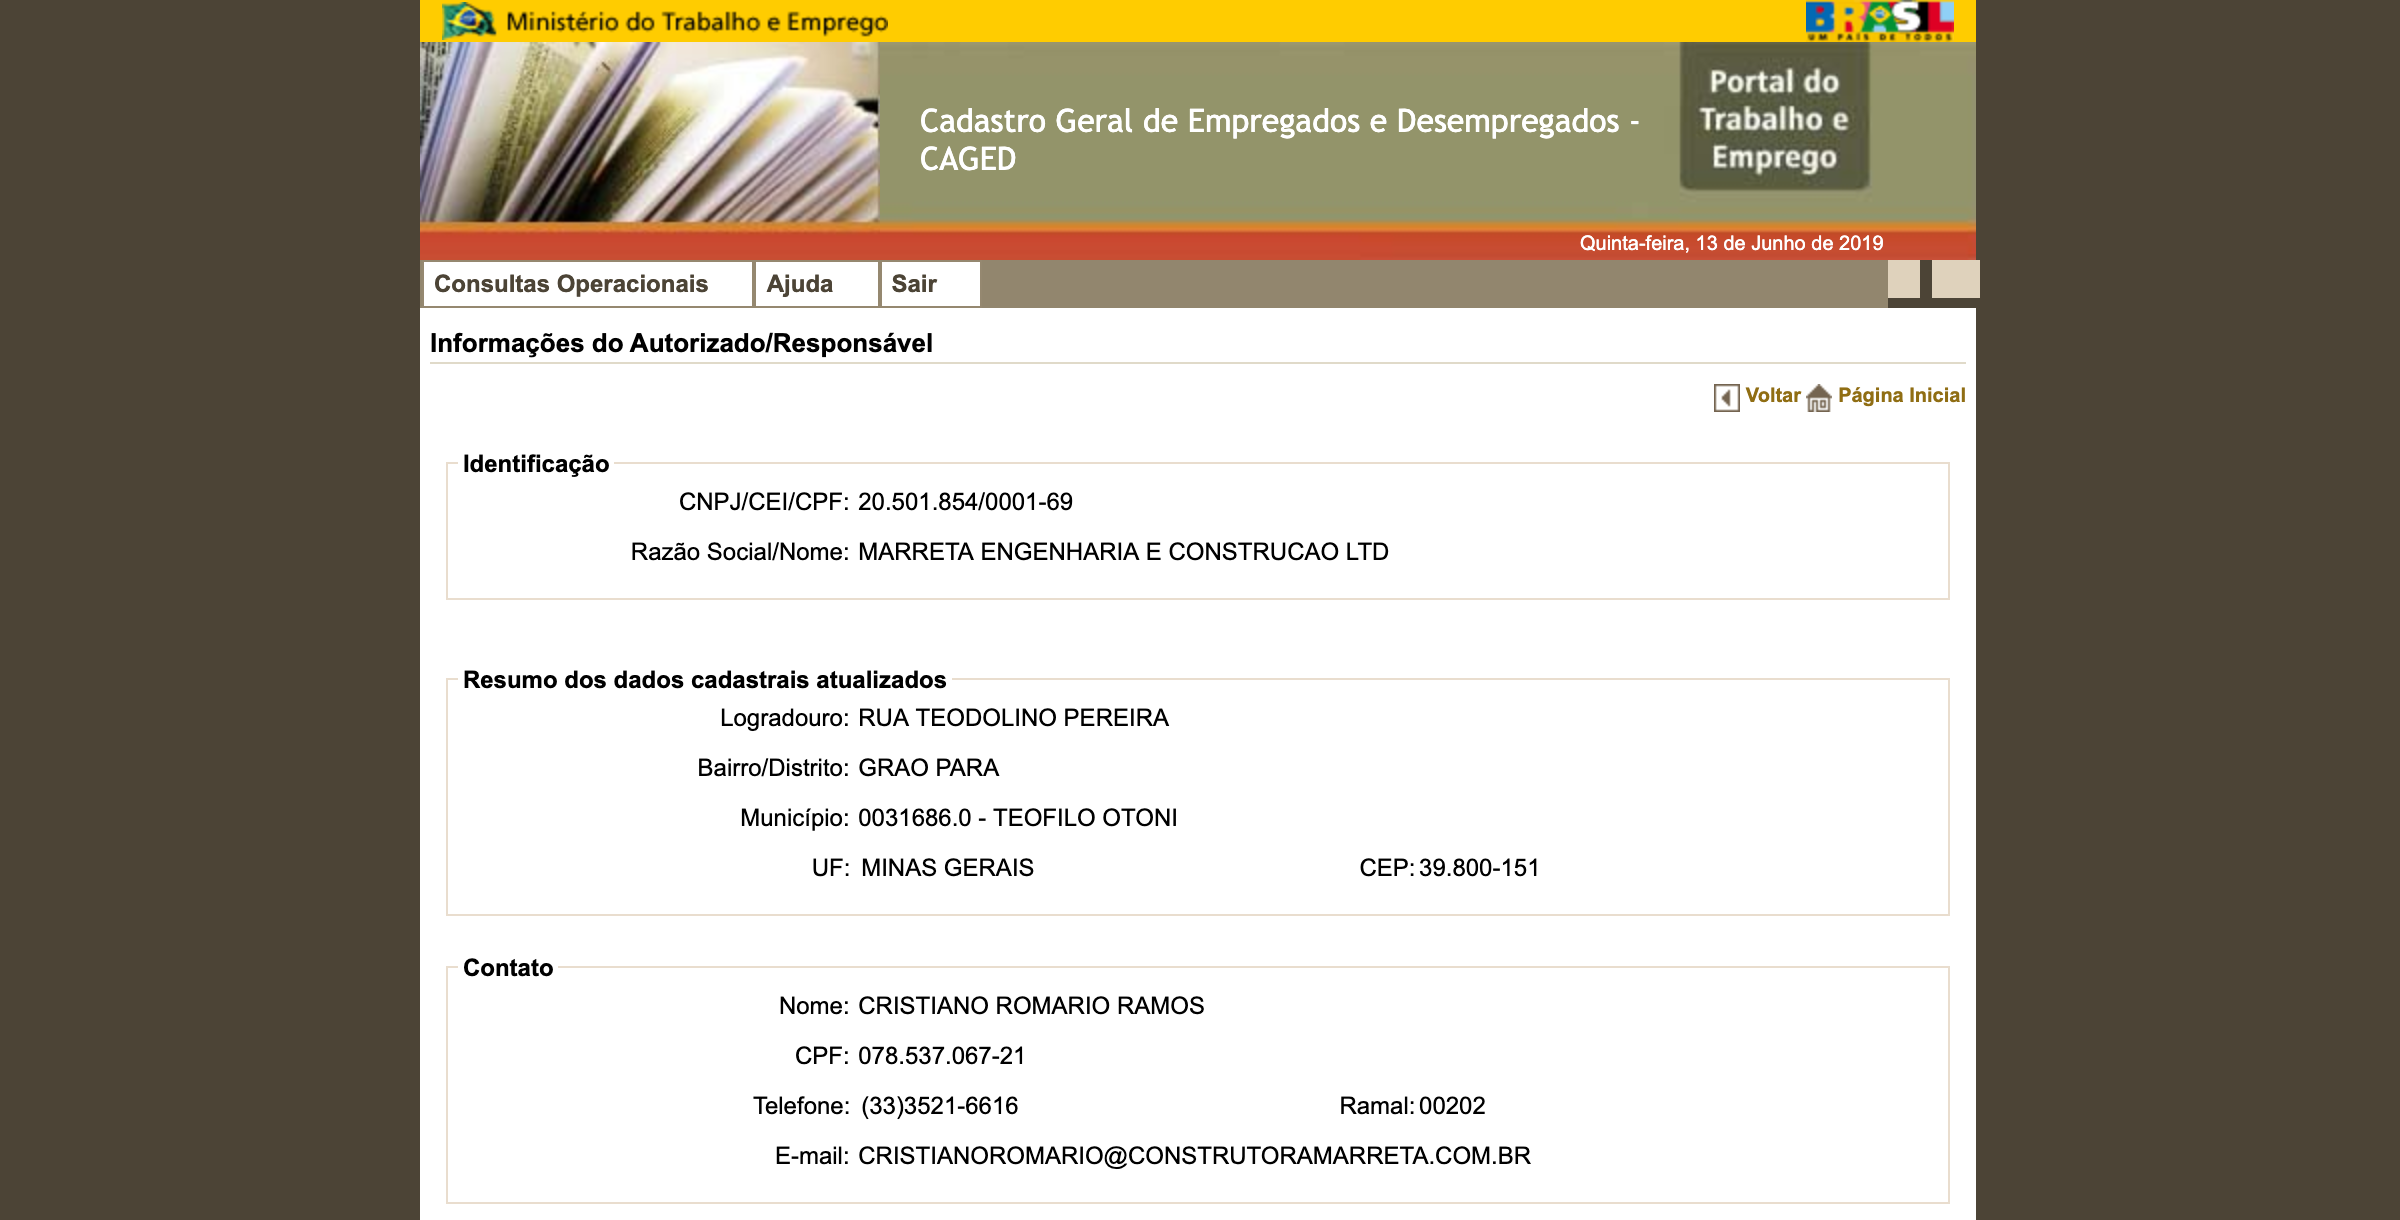 Ministério do Trabalho e Emprego
BRASIL
UM PAÍS DE TODOS
Cadastro Geral de Empregados e Desempregados -
CAGED
Portal do
Trabalho e
Emprego
Quinta-feira, 13 de Junho de 2019
Consultas Operacionais
Ajuda
Sair
Informações do Autorizado/Responsável
Voltar
Página Inicial
Identificação
CNPJ/CEI/CPF: 20.501.854/0001-69
Razão Social/Nome: MARRETA ENGENHARIA E CONSTRUCAO LTD
Resumo dos dados cadastrais atualizados
Logradouro: RUA TEODOLINO PEREIRA
Bairro/Distrito: GRAO PARA
Município: 0031686.0 - TEOFILO OTONI
UF: MINAS GERAIS CEP: 39.800-151
Contato
Nome: CRISTIANO ROMARIO RAMOS
CPF: 078.537.067-21
Telefone: (33)3521-6616 Ramal: 00202
E-mail: CRISTIANOROMARIO@CONSTRUTORAMARRETA.COM.BR